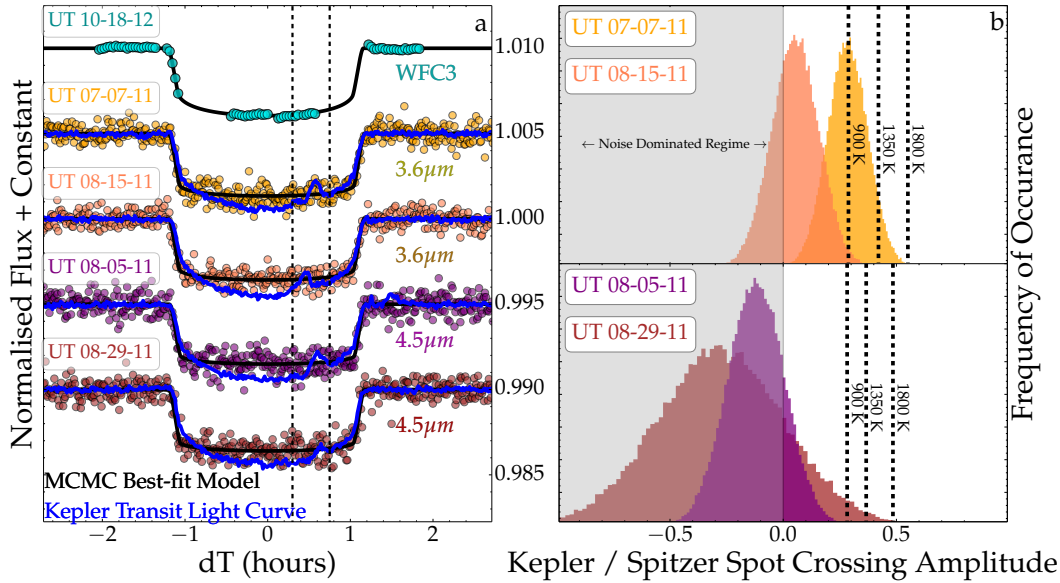 a
UT 10-18-12
1.010
WFC3
UT 07-07-11
1.005
3.6μm
UT 08-15-11
1.000
3.6μm
UT 08-05-11
0.995
4.5μm
UT 08-29-11
0.990
4.5μm
0.985
MCMC Best-fit Model
Kepler Transit Light Curve
Normalised Flux + Constant
−2 −1 0 1 2
dT (hours)
b
UT 07-07-11
UT 08-15-11
← Noise Dominated Regime →
900 K
1350 K
1800 K
UT 08-05-11
UT 08-29-11
900 K
1350 K
1800 K
Frequency of Occurance
0.0 0.5
Kepler / Spitzer Spot Crossing Amplitude